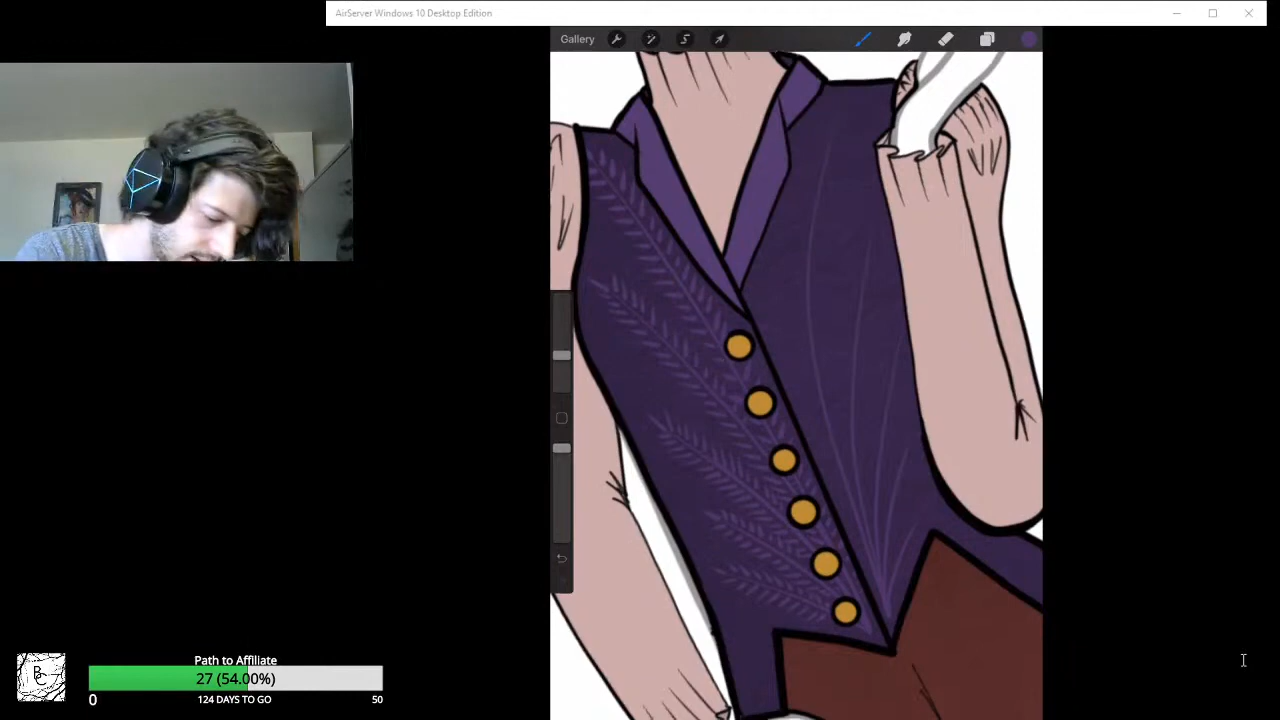 AirServer Windows 10 Desktop Edition
Gallery
Path to Affiliate
27 (54.00%)
0
124 DAYS TO GO
50